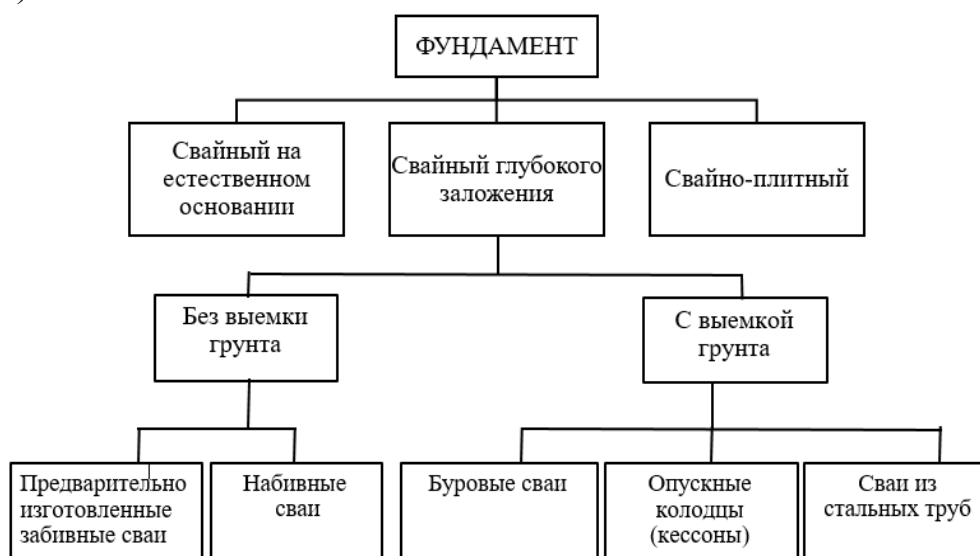 )
ФУНДАМЕНТ
Свайный на
естественном
основании
Свайный глубокого
заложения
Свайно-плитный
Без выемки
грунта
С выемкой
грунта
Предварительно
изготовленные
забивные сваи
Набивные
сваи
Буровые сваи
Опускные
колодцы
(кессоны)
Сваи из
стальных труб